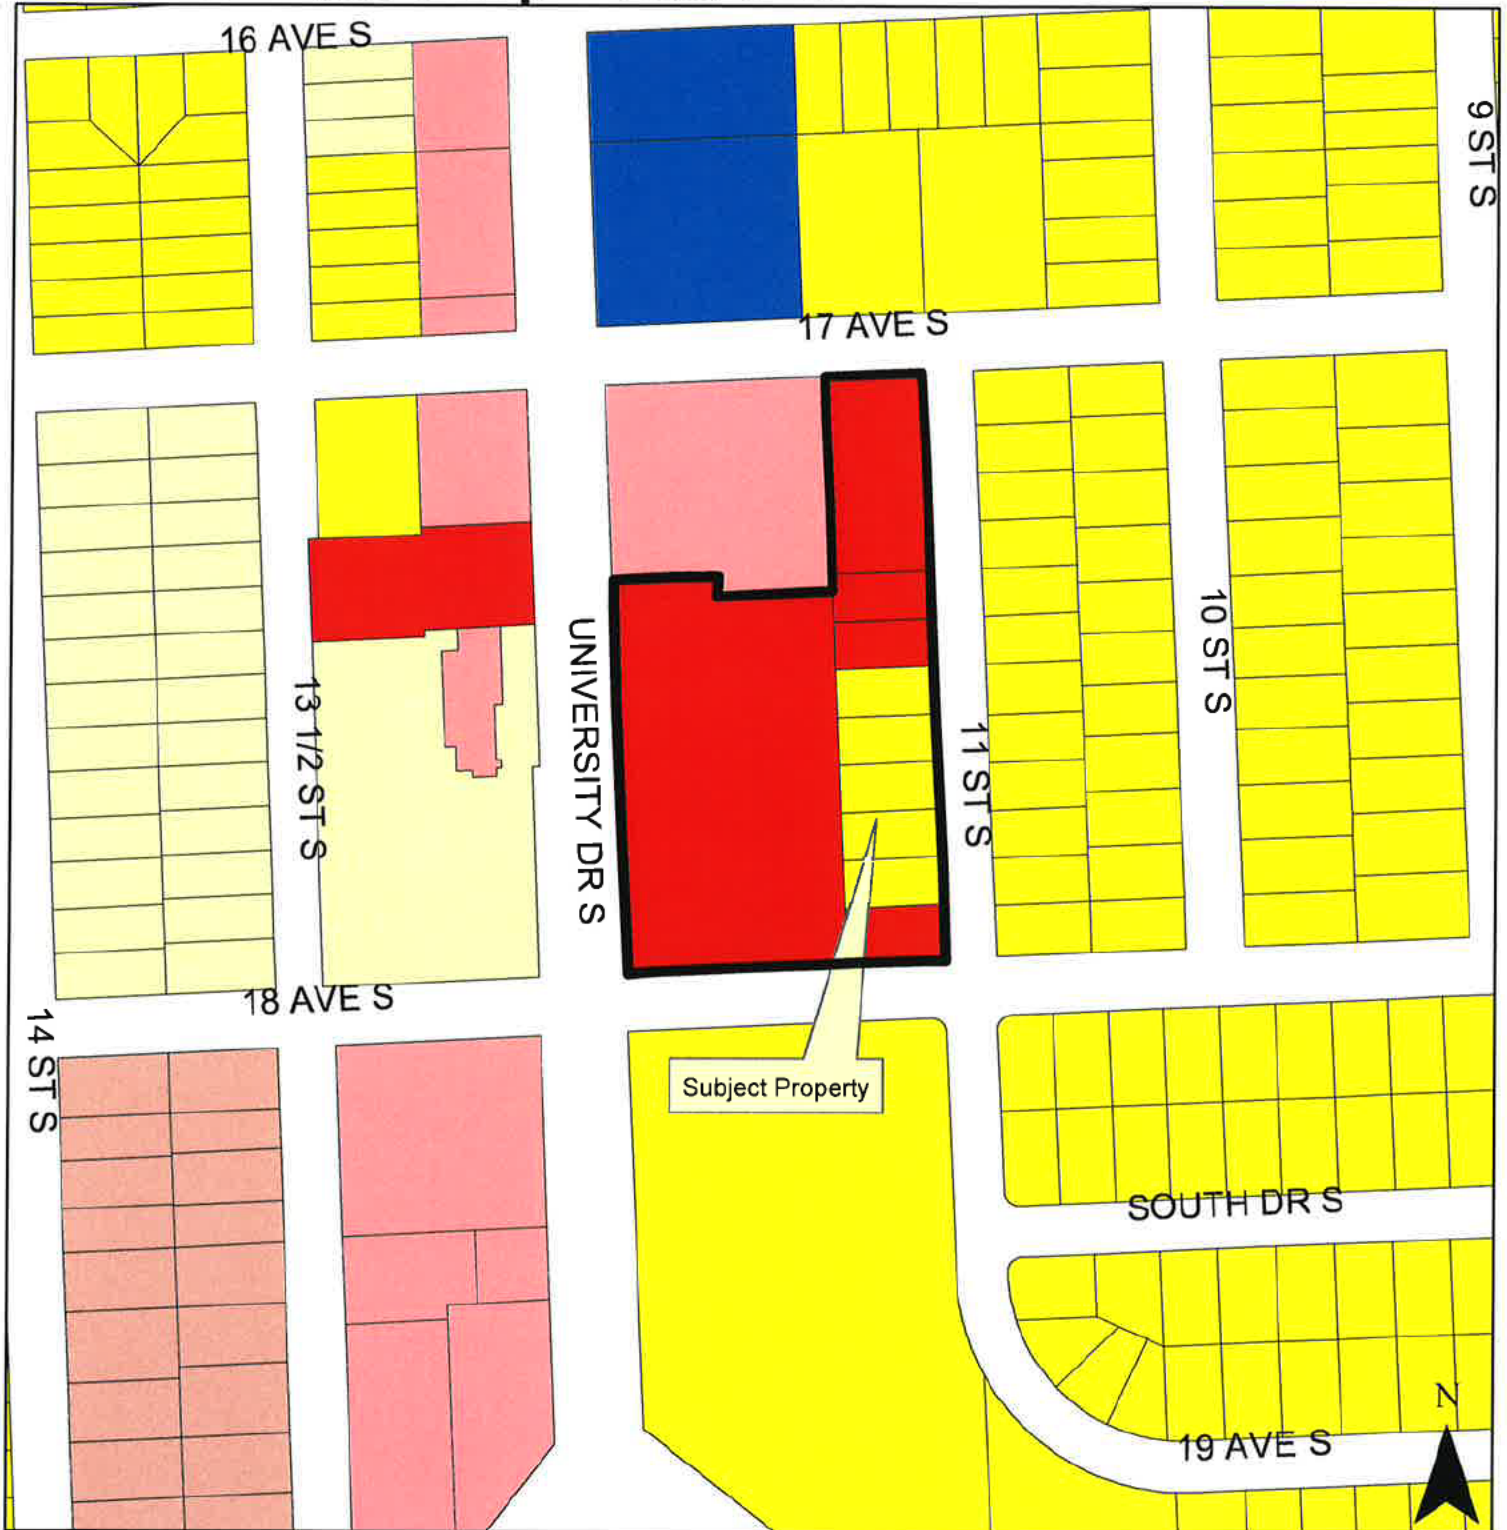 16 AVE S
9 ST S
17 AVE S
10 ST S
UNIVERSITY DR S
13 1/2 ST S
11 ST S
18 AVE S
14 ST S
Subject Property
SOUTH DR S
N
19 AVE S